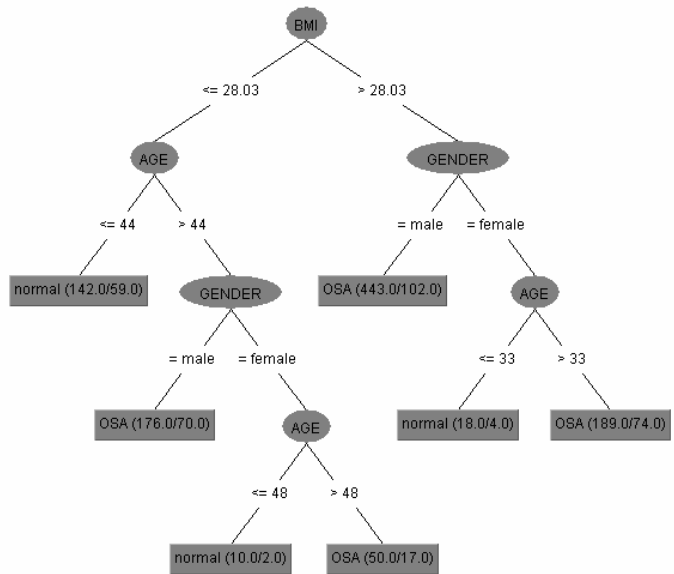 BMI
<= 28.03 > 28.03
AGE GENDER
<= 44 > 44 = male = female
normal (142.0/59.0) GENDER OSA (443.0/102.0) AGE
= male = female <= 33 > 33
OSA (176.0/70.0) AGE normal (18.0/4.0) OSA (189.0/74.0)
<= 48 > 48
normal (10.0/2.0) OSA (50.0/17.0)